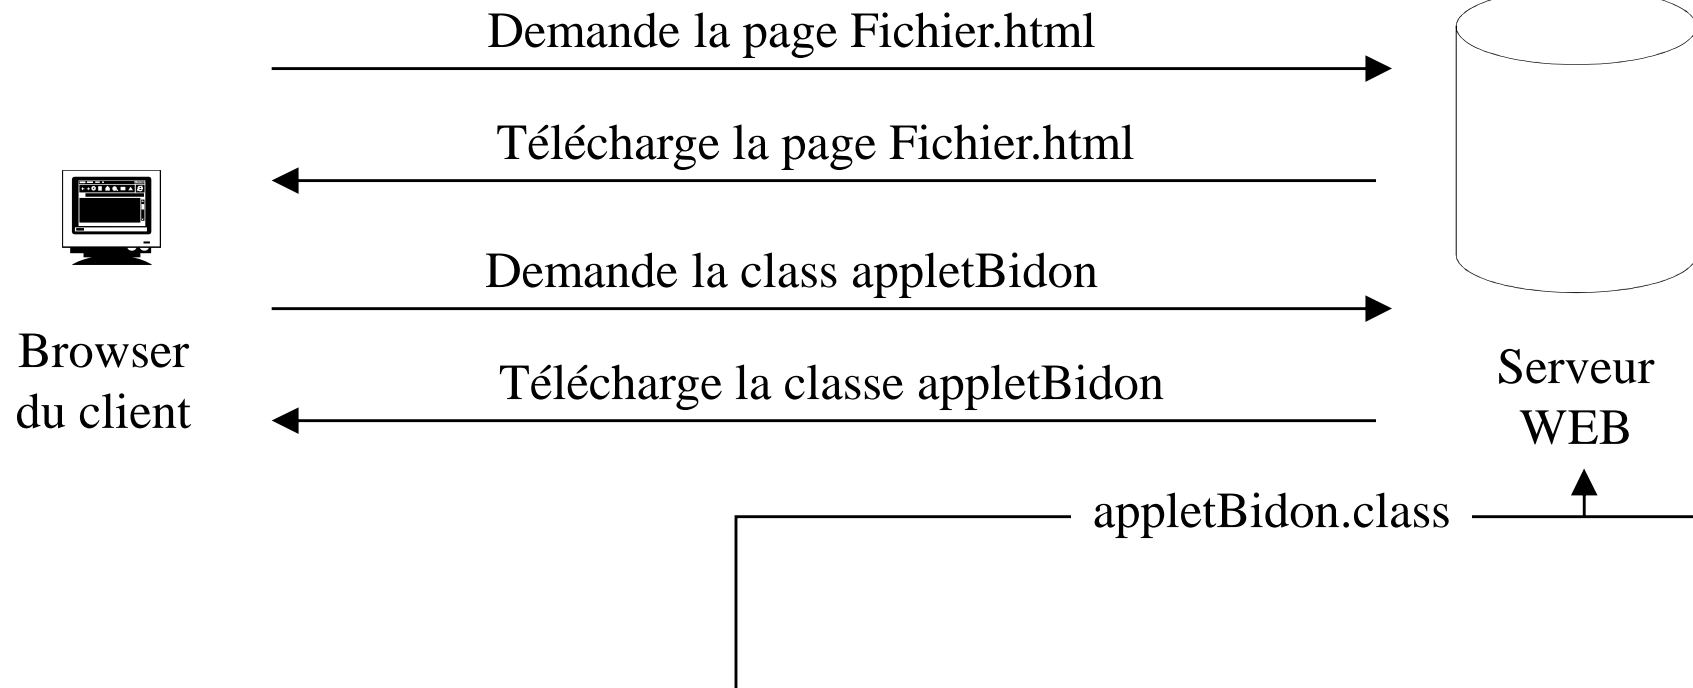 Demande la page Fichier.html
Télécharge la page Fichier.html
Demande la class appletBidon
Browser
du client
Télécharge la classe appletBidon
Serveur
WEB
appletBidon.class